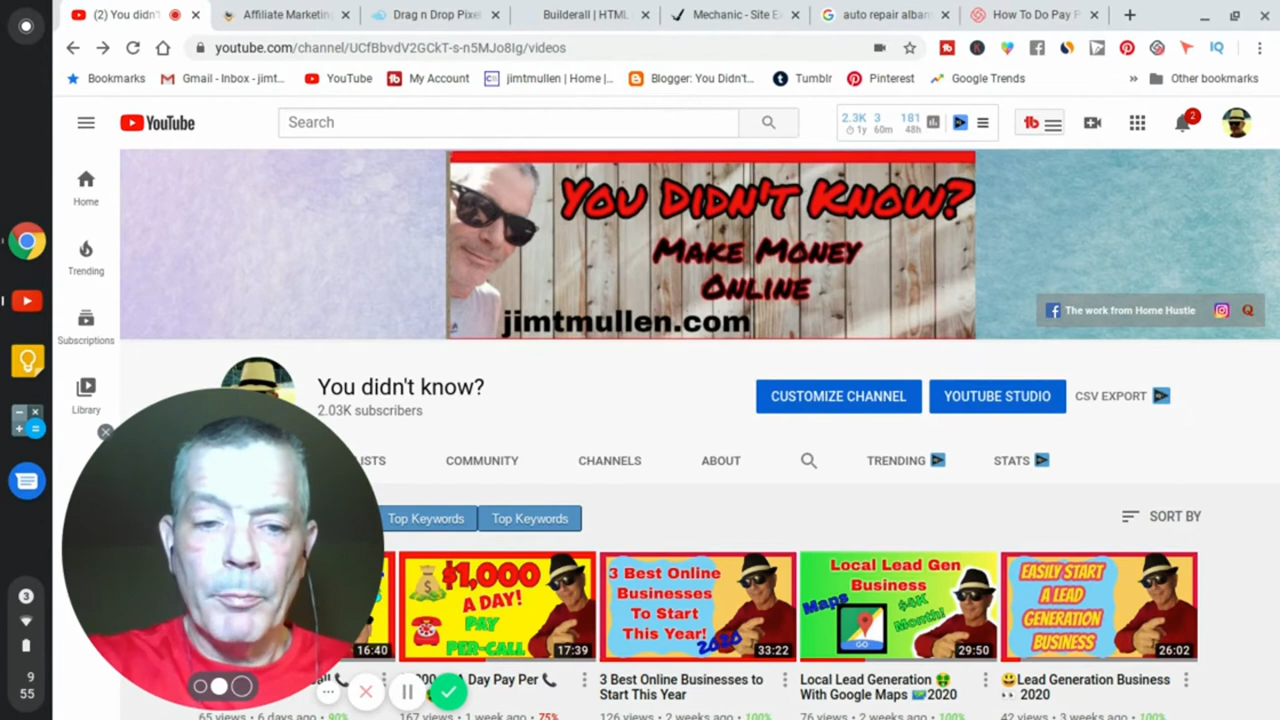 (2) You didn'
Affiliate Marketin
Drag n Drop Pixe
Builderall | HTML
Mechanic - Site E
auto repair alban
How To Do Pay P
youtube.com/channel/UCfBbvdV2GCkT-s-n5MJo8Ig/videos
Bookmarks
Gmail - Inbox - jimt...
YouTube
My Account
jimtmullen | Home |...
Blogger: You Didn't...
Tumblr
Pinterest
Google Trends
Other bookmarks
YouTube
Search
2.3K 3 181
1y 60m 48h
2
Home
Trending
Subscriptions
Library
You Didn't Know?
Make Money
Online
jimtmullen.com
The work from Home Hustle
You didn't know?
2.03K subscribers
CUSTOMIZE CHANNEL
YOUTUBE STUDIO
CSV EXPORT
LISTS
COMMUNITY
CHANNELS
ABOUT
TRENDING
STATS
Top Keywords
Top Keywords
SORT BY
16:40
$1,000
A DAY!
PAY
PER-CALL
17:39
3 Best Online
Businesses
To Start
This Year!
2020
33:22
Local Lead Gen
Business
Maps
$4K
Month!
GO
29:50
EASILY START
A LEAD
GENERATION
BUSINESS
26:02
A Day Pay Per
3 Best Online Businesses to
Start This Year
Local Lead Generation
With Google Maps 2020
Lead Generation Business
2020
65 views • 6 days ago
90%
167 views • 1 week ago
75%
126 views • 2 weeks ago
100%
76 views • 2 weeks ago
100%
42 views • 3 weeks ago
100%
3
9
55